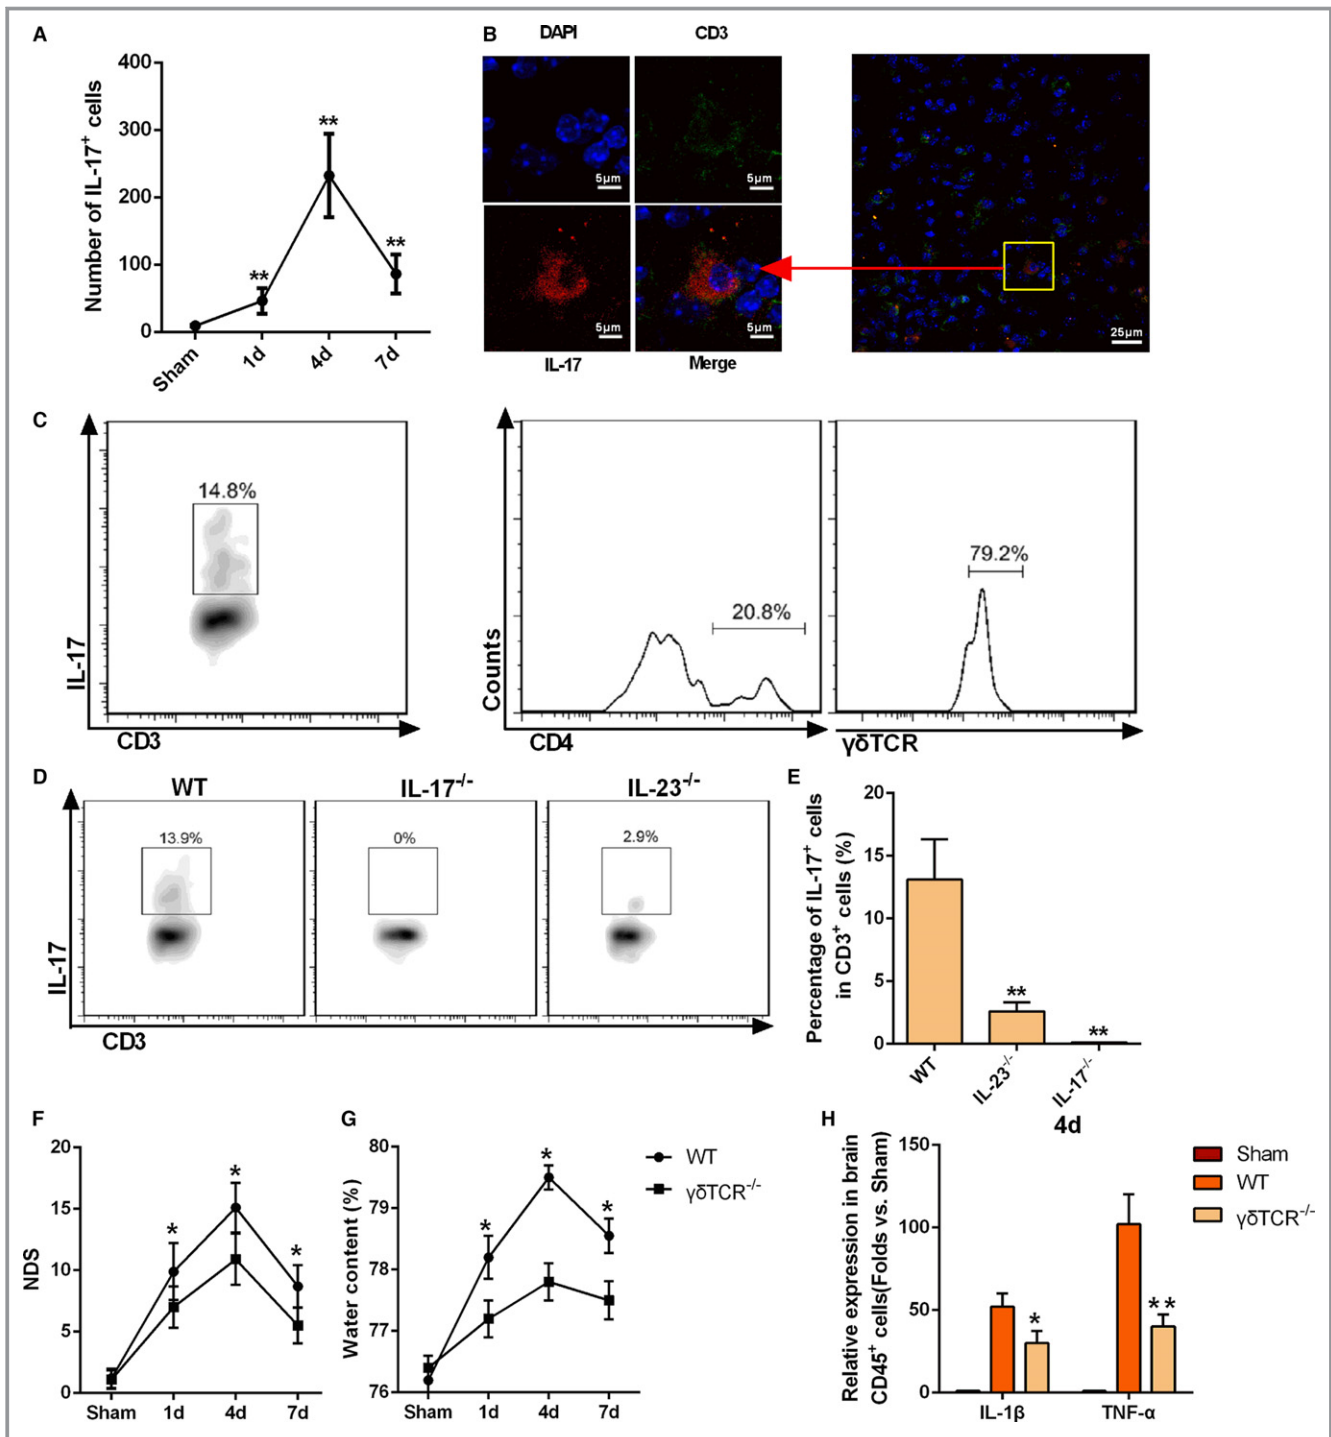 A
Number of IL-17+ cells
400
300
200
100
0
**
**
**
Sham
1d
4d
7d
B
DAPI
CD3
5µm
5µm
5µm
5µm
IL-17
Merge
25µm
C
14.8%
IL-17
CD3
Counts
20.8%
CD4
79.2%
γδTCR
D
WT
IL-17-/-
IL-23-/-
13.9%
0%
2.9%
IL-17
CD3
E
Percentage of IL-17+ cells
in CD3+ cells (%)
20
15
10
5
0
**
**
WT
IL-23-/-
IL-17-/-
4d
F
NDS
20
15
10
5
0
*
*
*
Sham
1d
4d
7d
G
Water content (%)
80
79
78
77
76
*
*
*
Sham
1d
4d
7d
WT
γδTCR-/-
H
Relative expression in brain
CD45+ cells(Folds vs. Sham)
150
100
50
0
*
**
IL-1β
TNF-α
Sham
WT
γδTCR-/-